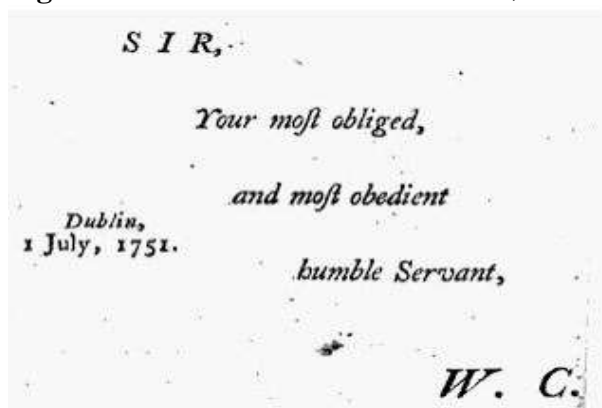 SIR,
Your moſt obliged,
and moſt obedient
Dublin,
1 July, 1751.
humble Servant,
W. C.